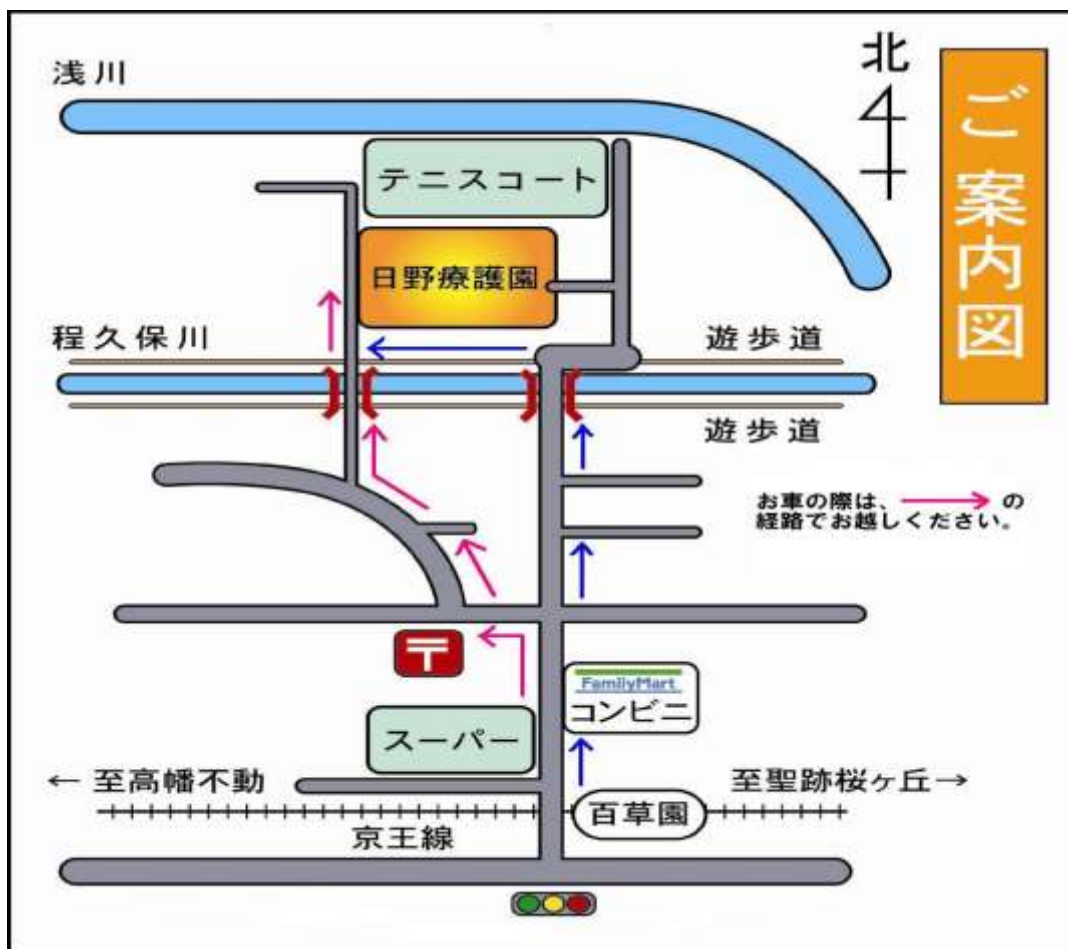 ご案内図
北
浅川
テニスコート
日野療護園
程久保川
遊歩道
遊歩道
お車の際は、
の
経路でお越しください。
〒
FamilyMart
コンビニ
スーパー
← 至高幡不動
至聖跡桜ヶ丘→
百草園
京王線